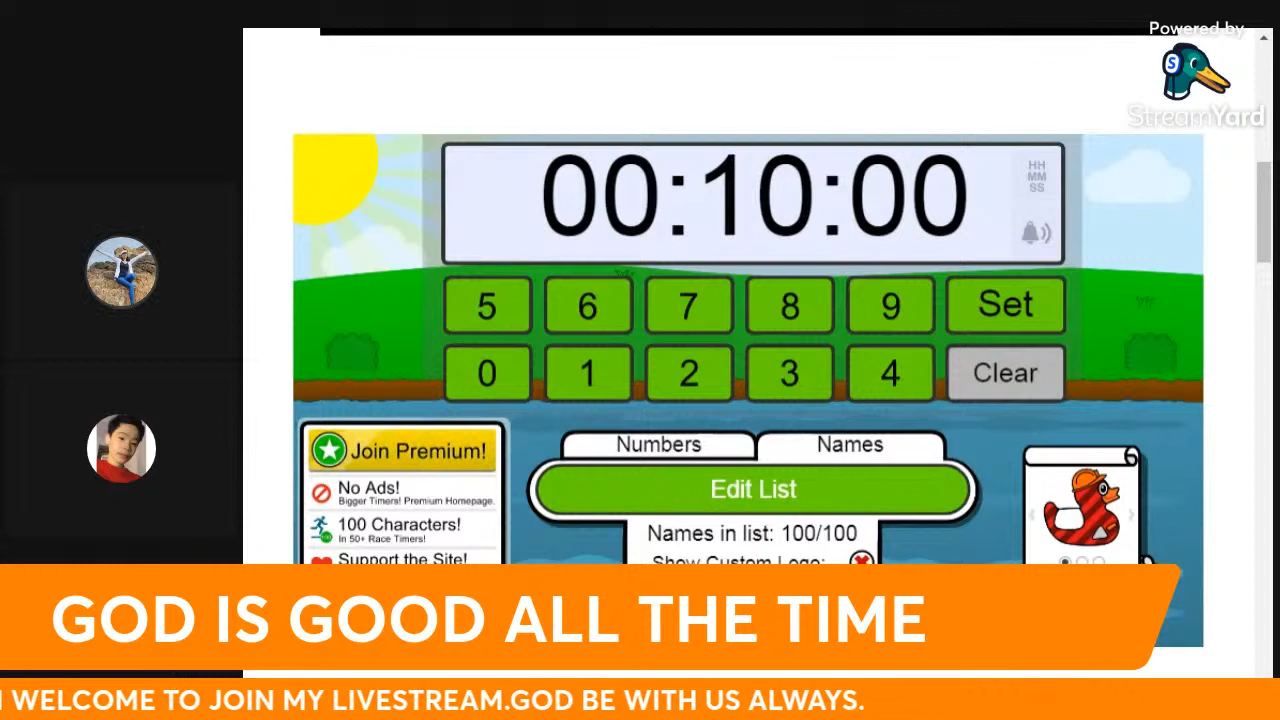 Powered by
StreamYard
00:10:00
HH
MM
SS
5 6 7 8 9 Set
0 1 2 3 4 Clear
Join Premium!
No Ads!
Bigger Timers! Premium Homepage.
100 Characters!
In 50+ Race Timers!
Support the Site!
Numbers Names
Edit List
Names in list: 100/100
Show Custom Logo:
GOD IS GOOD ALL THE TIME
WELCOME TO JOIN MY LIVESTREAM.GOD BE WITH US ALWAYS.